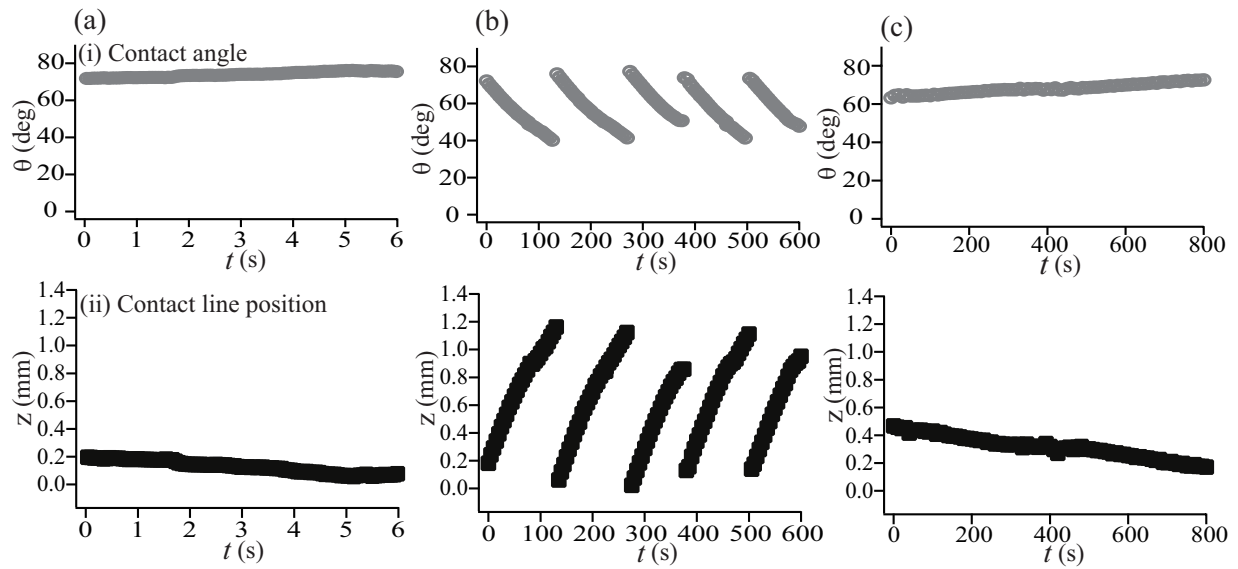 (a)
(b)
(c)
(i) Contact angle
80
60
40
20
0
θ (deg)
0 1 2 3 4 5 6
t (s)
80
60
40
20
0
θ (deg)
0 100 200 300 400 500 600
t (s)
80
60
40
20
0
θ (deg)
0 200 400 600 800
t (s)
(ii) Contact line position
1.4
1.2
1.0
0.8
0.6
0.4
0.2
0.0
z (mm)
0 1 2 3 4 5 6
t (s)
1.4
1.2
1.0
0.8
0.6
0.4
0.2
0.0
z (mm)
0 100 200 300 400 500 600
t (s)
1.4
1.2
1.0
0.8
0.6
0.4
0.2
0.0
z (mm)
0 200 400 600 800
t (s)